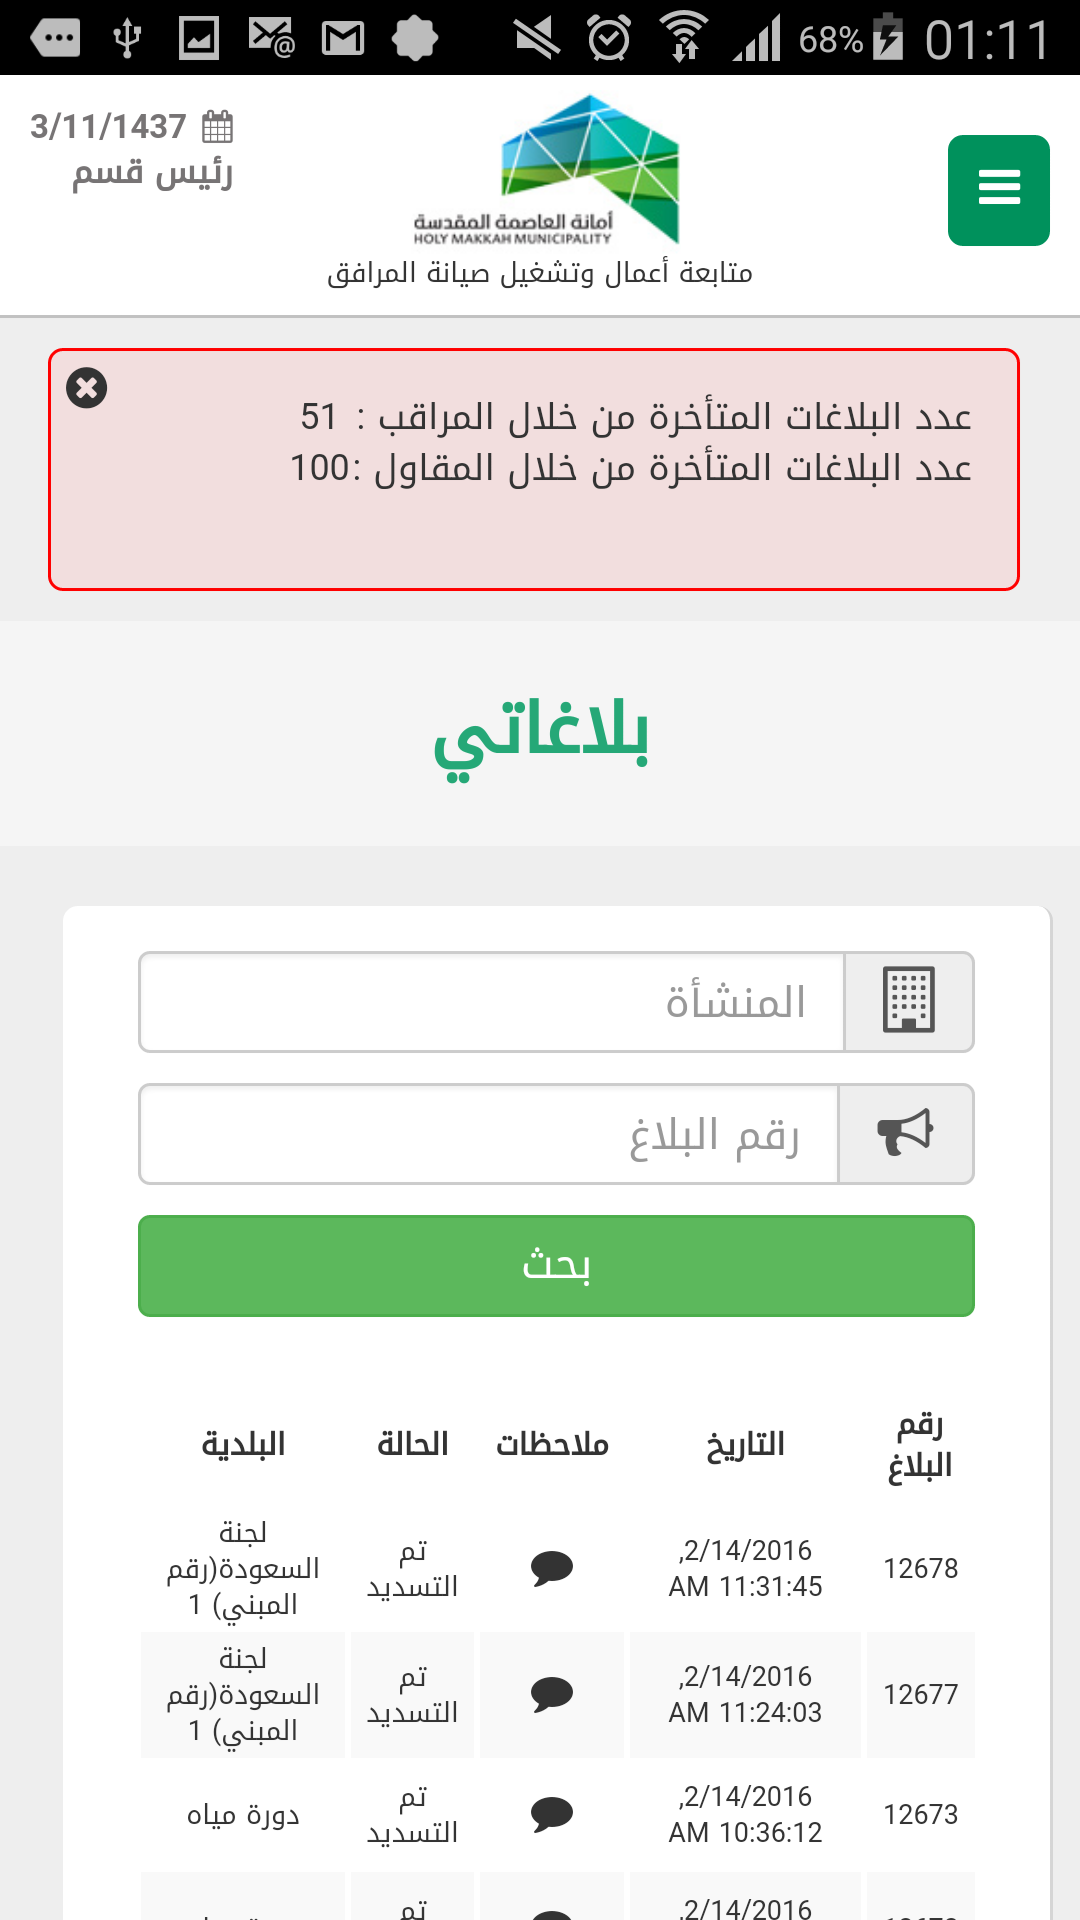 68% 01:11
3/11/1437
رئيس قسم
أمانة العاصمة المقدسة
HOLY MAKKAH MUNICIPALITY
متابعة أعمال وتشغيل صيانة المرافق
عدد البلاغات المتأخرة من خلال المراقب : 51
عدد البلاغات المتأخرة من خلال المقاول :100
بلاغاتي
المنشأة
رقم البلاغ
بحث
رقم البلاغ التاريخ ملاحظات الحالة البلدية
12678 2/14/2016, 11:31:45 AM تم التسديد لجنة السعودة(رقم المبني) 1
12677 2/14/2016, 11:24:03 AM تم التسديد لجنة السعودة(رقم المبني) 1
12673 2/14/2016, 10:36:12 AM تم التسديد دورة مياه
2/14/2016, تم